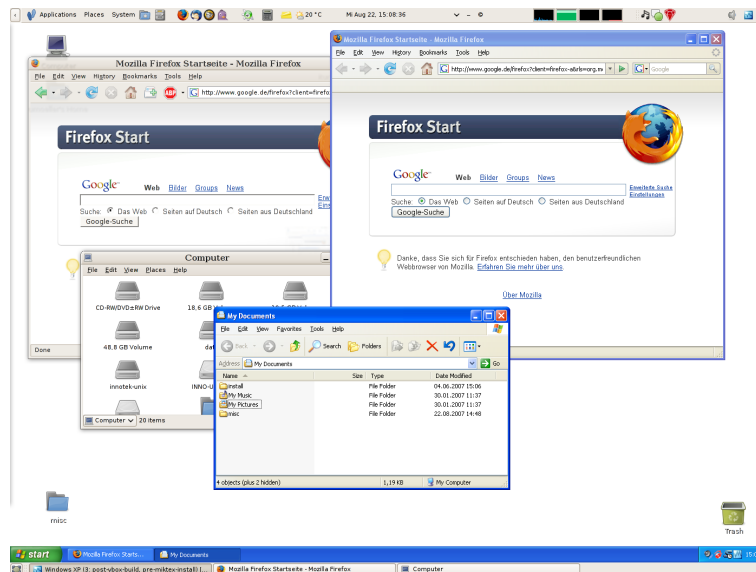 Applications Places System 20 °C Mi Aug 22, 15:08:36
Mozilla Firefox Startseite - Mozilla Firefox
File Edit View History Bookmarks Tools Help
ABP
G http://www.google.de/firefox?client=firefo
Firefox Start
Google
Web Bilder Groups News
Suche: Das Web Seiten auf Deutsch Seiten aus Deutschland
Google-Suche
Done
Mozilla Firefox Startseite - Mozilla Firefox
File Edit View History Bookmarks Tools Help
G http://www.google.de/firefox?client=firefox-a&rls=org.m
G Google
Firefox Start
Google
Web Bilder Groups News
Erweiterte Suche
Einstellungen
Suche: Das Web Seiten auf Deutsch Seiten aus Deutschland
Google-Suche
Danke, dass Sie sich für Firefox entschieden haben, den benutzerfreundlichen
Webbrowser von Mozilla. Erfahren Sie mehr über uns.
Über Mozilla
Computer
File Edit View Places Help
CD-RW/DVD±RW Drive
18,6 GB
48,8 GB Volume
dat
innotek-unix
INNO-U
Computer 20 items
My Documents
File Edit View Favorites Tools Help
Back Search Folders
Address My Documents Go
Name Size Type Date Modified
install File Folder 04.06.2007 15:06
My Music File Folder 30.01.2007 11:37
My Pictures File Folder 30.01.2007 11:37
misc File Folder 22.08.2007 14:48
4 objects (plus 2 hidden) 1,19 KB My Computer
misc
Trash
start Mozilla Firefox Starts... My Documents 15:0
Windows XP (3: post-vbox-build, pre-miktex-install) [... Mozilla Firefox Startseite - Mozilla Firefox Computer